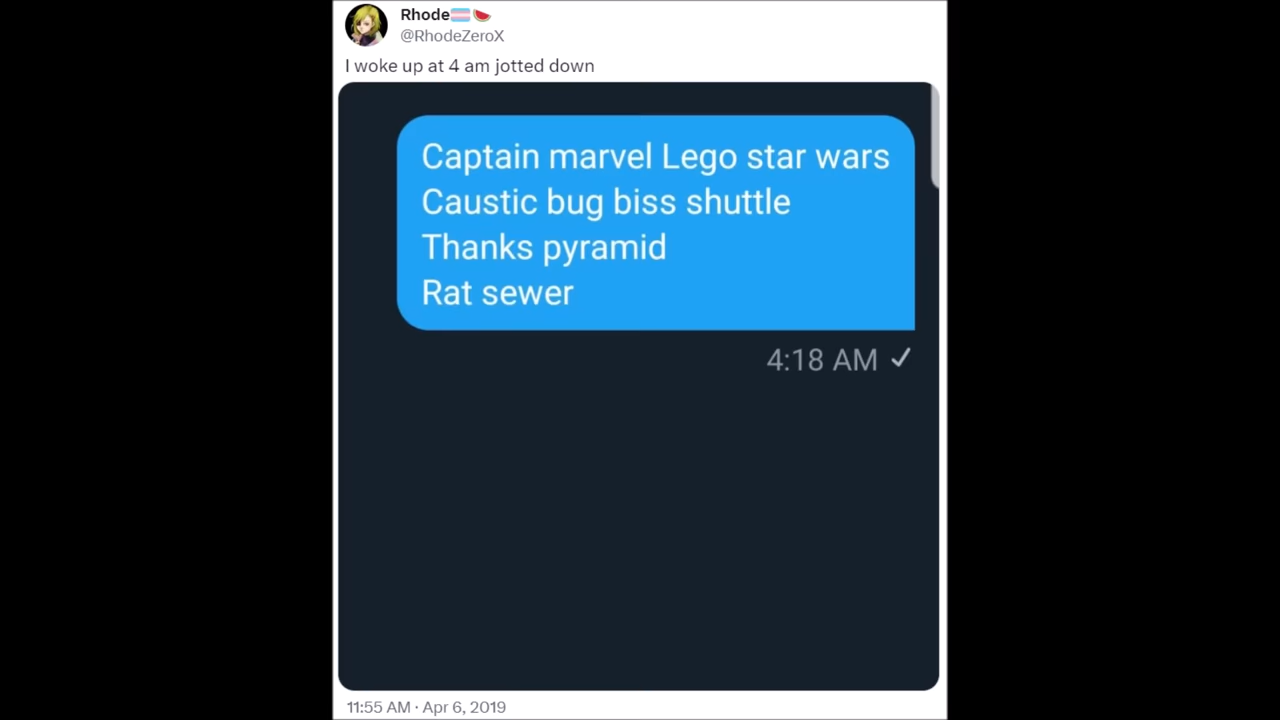 Rhode🏳️‍⚧️🍉
@RhodeZeroX
I woke up at 4 am jotted down
Captain marvel Lego star wars
Caustic bug biss shuttle
Thanks pyramid
Rat sewer
4:18 AM ✓
11:55 AM · Apr 6, 2019